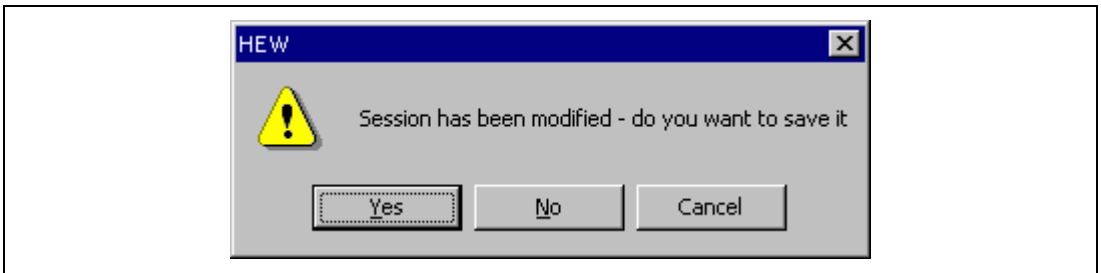 HEW
Session has been modified - do you want to save it
Yes
No
Cancel